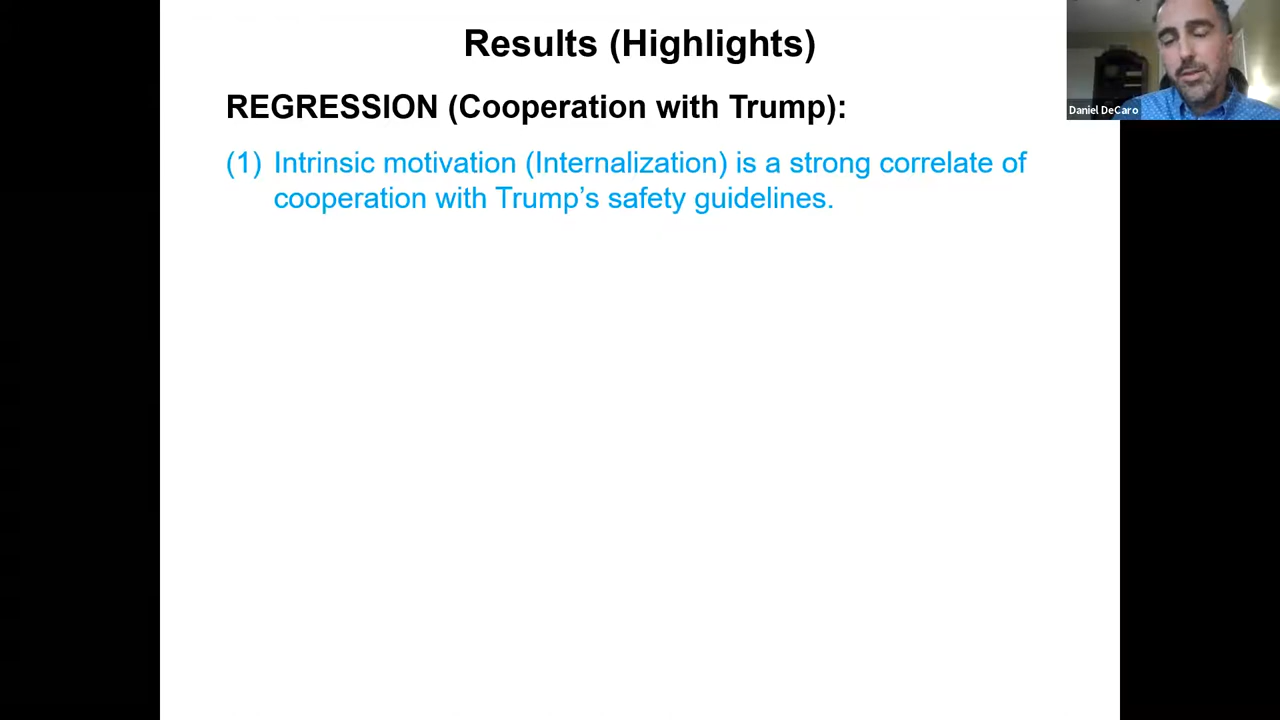 Results (Highlights)
Daniel DeCaro
REGRESSION (Cooperation with Trump):
(1) Intrinsic motivation (Internalization) is a strong correlate of
cooperation with Trump’s safety guidelines.